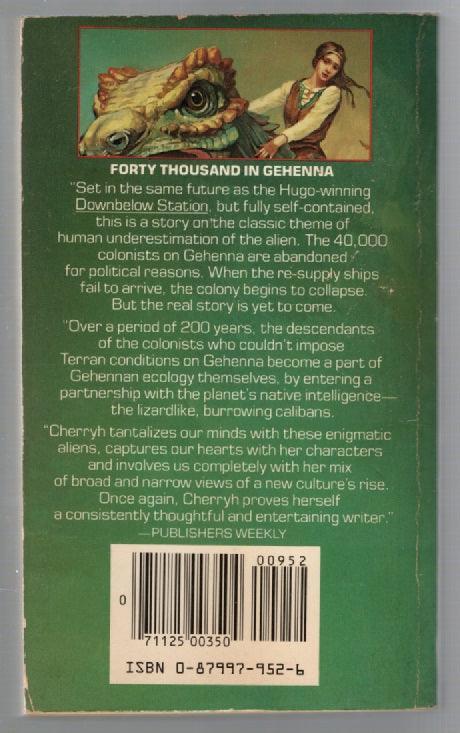 FORTY THOUSAND IN GEHENNA
"Set in the same future as the Hugo-winning
Downbelow Station, but fully self-contained,
this is a story on the classic theme of
human underestimation of the alien. The 40,000
colonists on Gehenna are abandoned
for political reasons. When the re-supply ships
fail to arrive, the colony begins to collapse.
But the real story is yet to come.
"Over a period of 200 years, the descendants
of the colonists who couldn't impose
Terran conditions on Gehenna become a part of
Gehennan ecology themselves, by entering a
partnership with the planet's native intelligence—
the lizardlike, burrowing calibans.
"Cherryh tantalizes our minds with these enigmatic
aliens, captures our hearts with her characters
and involves us completely with her mix
of broad and narrow views of a new culture's rise.
Once again, Cherryh proves herself
a consistently thoughtful and entertaining writer."
—PUBLISHERS WEEKLY
00952
0
71125 00350
ISBN 0-87997-952-6